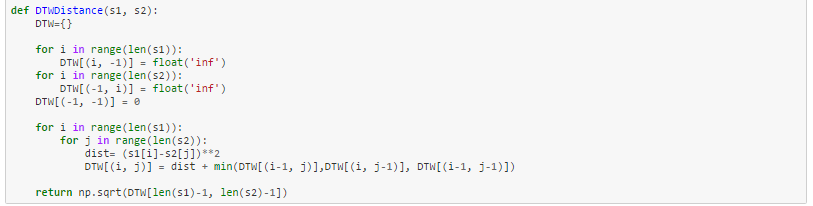 def DTWDistance(s1, s2):
    DTW={}

    for i in range(len(s1)):
        DTW[(i, -1)] = float('inf')
    for i in range(len(s2)):
        DTW[(-1, i)] = float('inf')
    DTW[(-1, -1)] = 0

    for i in range(len(s1)):
        for j in range(len(s2)):
            dist= (s1[i]-s2[j])**2
            DTW[(i, j)] = dist + min(DTW[(i-1, j)],DTW[(i, j-1)], DTW[(i-1, j-1)])

    return np.sqrt(DTW[len(s1)-1, len(s2)-1])